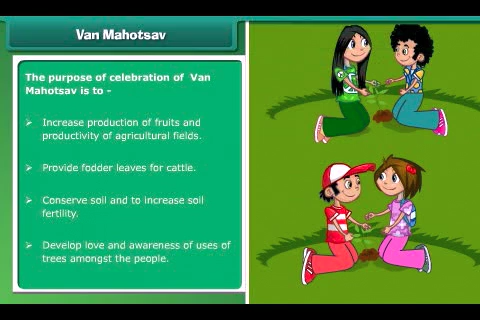 Van Mahotsav
The purpose of celebration of Van
Mahotsav is to -
➢ Increase production of fruits and
productivity of agricultural fields.
➢ Provide fodder leaves for cattle.
➢ Conserve soil and to increase soil
fertility.
➢ Develop love and awareness of uses of
trees amongst the people.